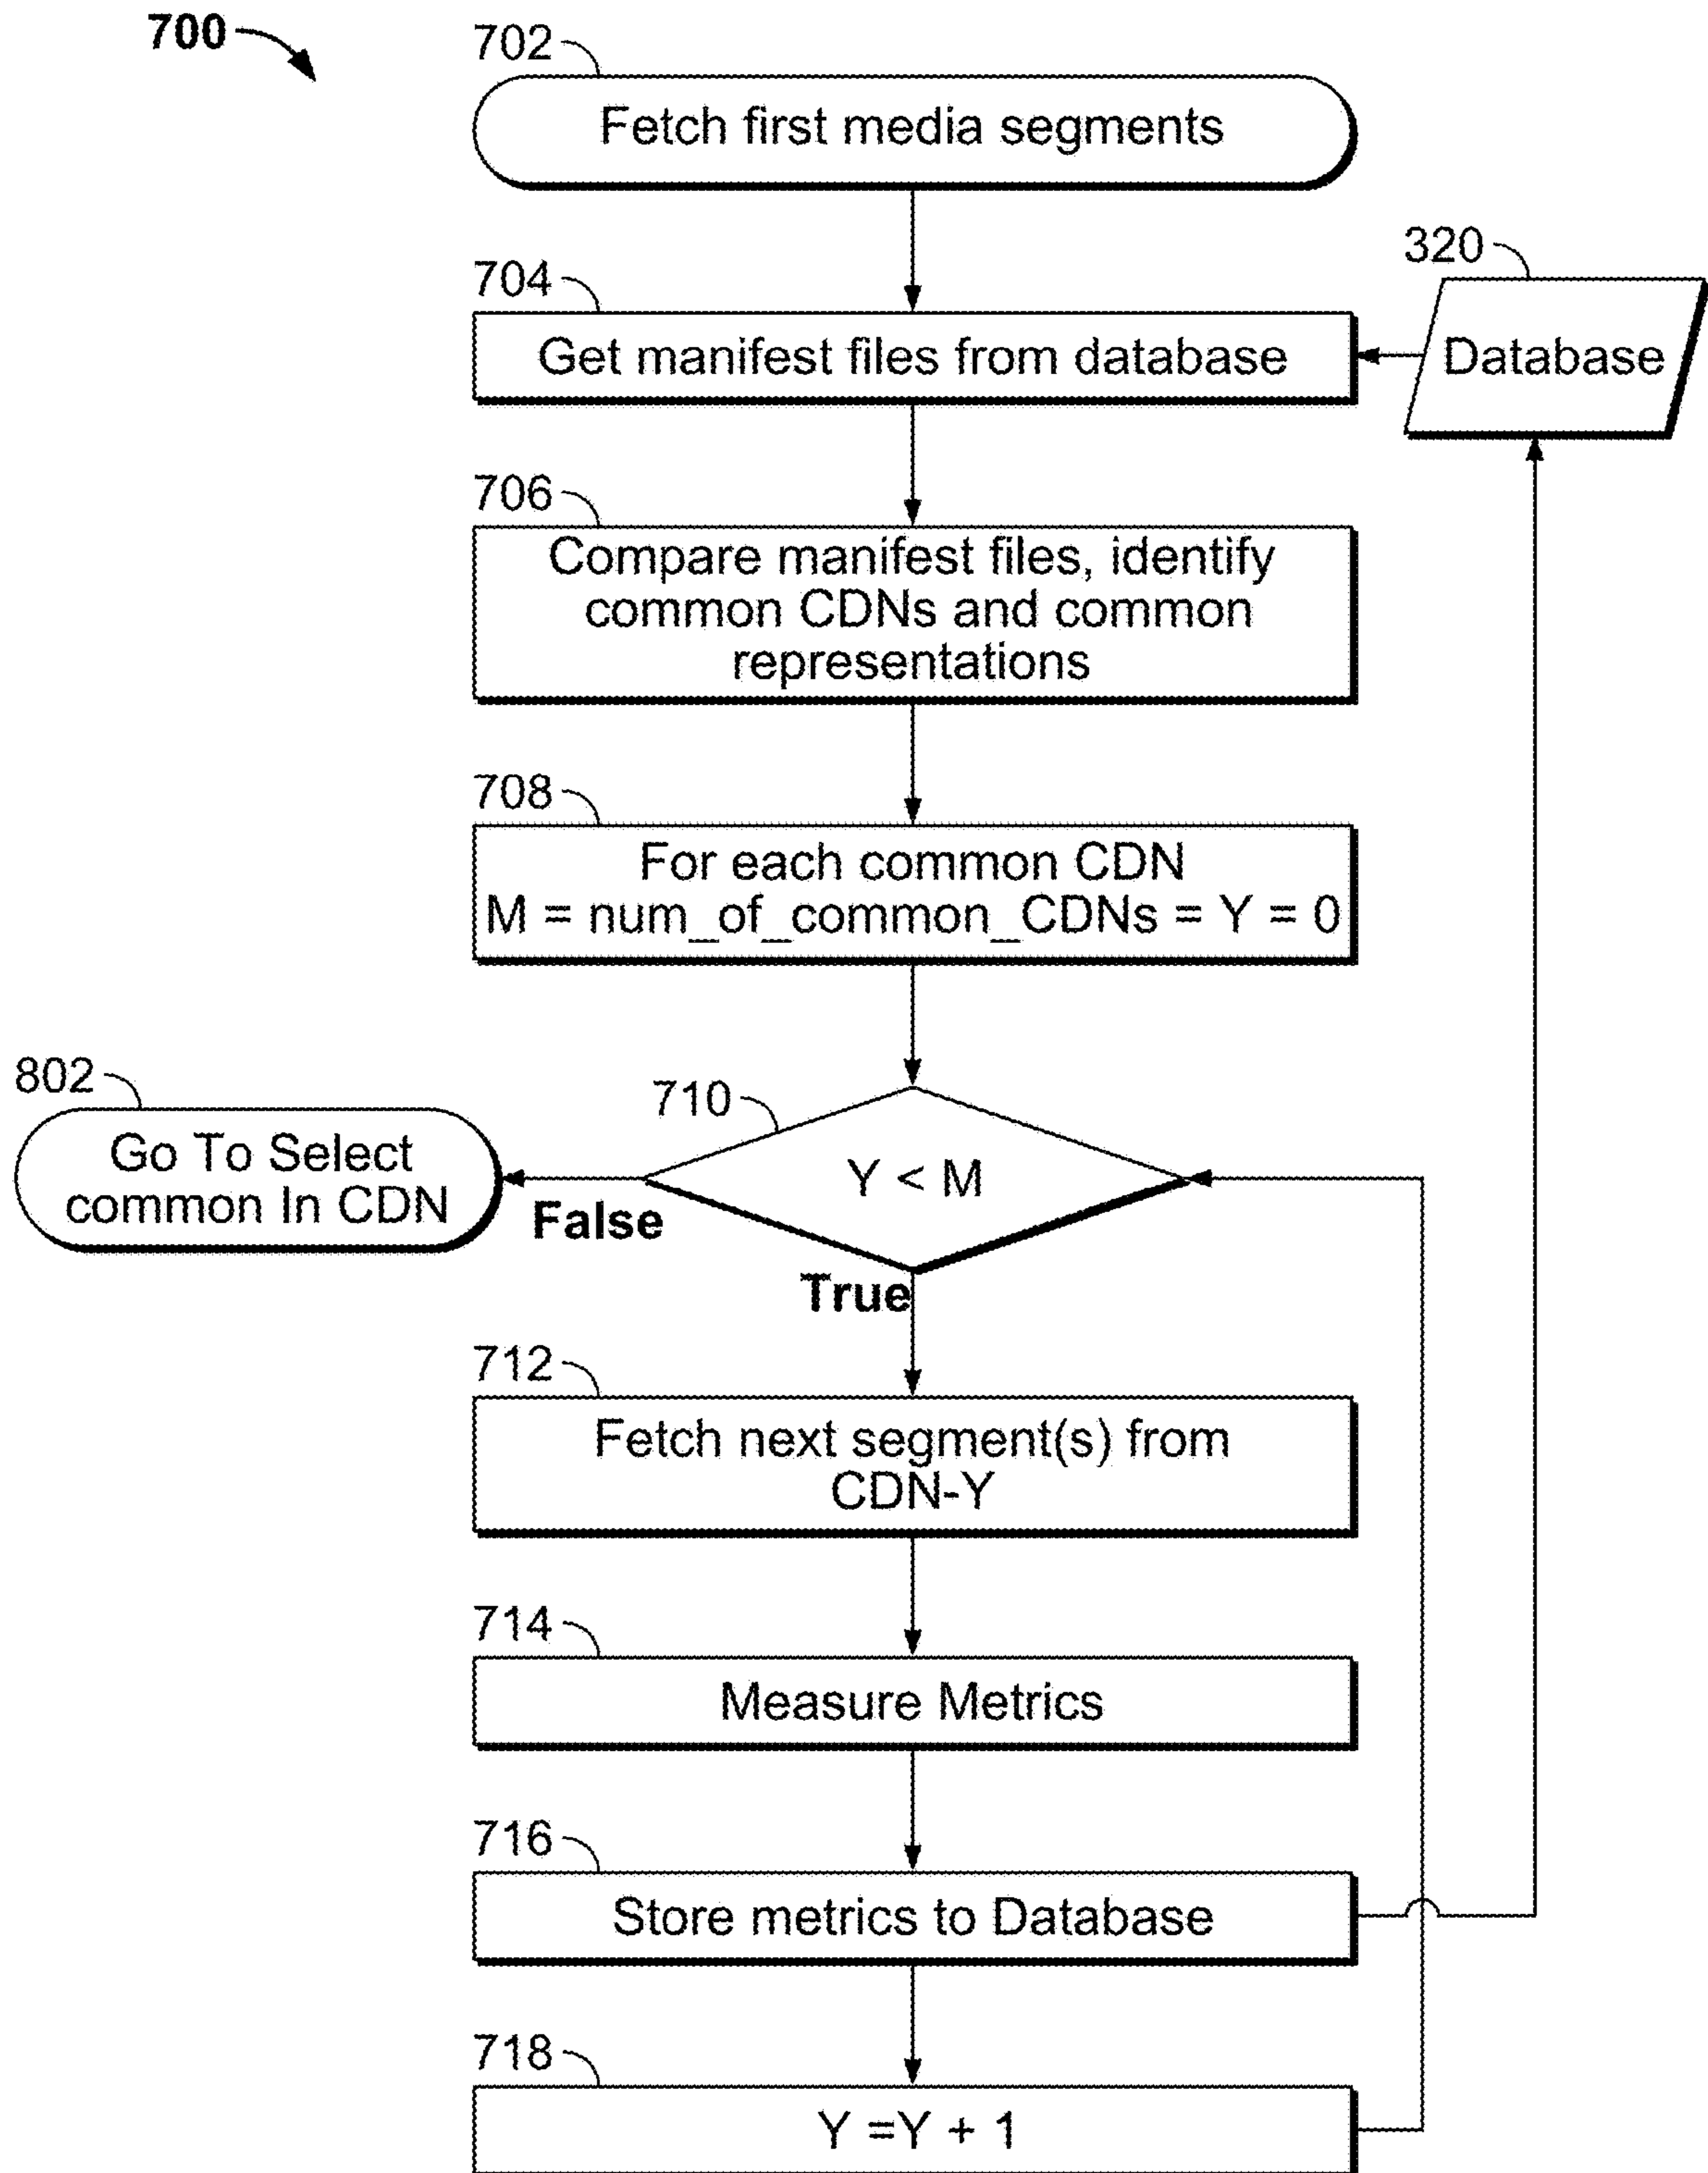 700
702
Fetch first media segments
320
704
Get manifest files from database
Database
706
Compare manifest files, identify
common CDNs and common
representations
708
For each common CDN
M = num_of_common_CDNs = Y = 0
802
Go To Select
common In CDN
710
Y < M
False
True
712
Fetch next segment(s) from
CDN-Y
714
Measure Metrics
716
Store metrics to Database
718
Y =Y + 1